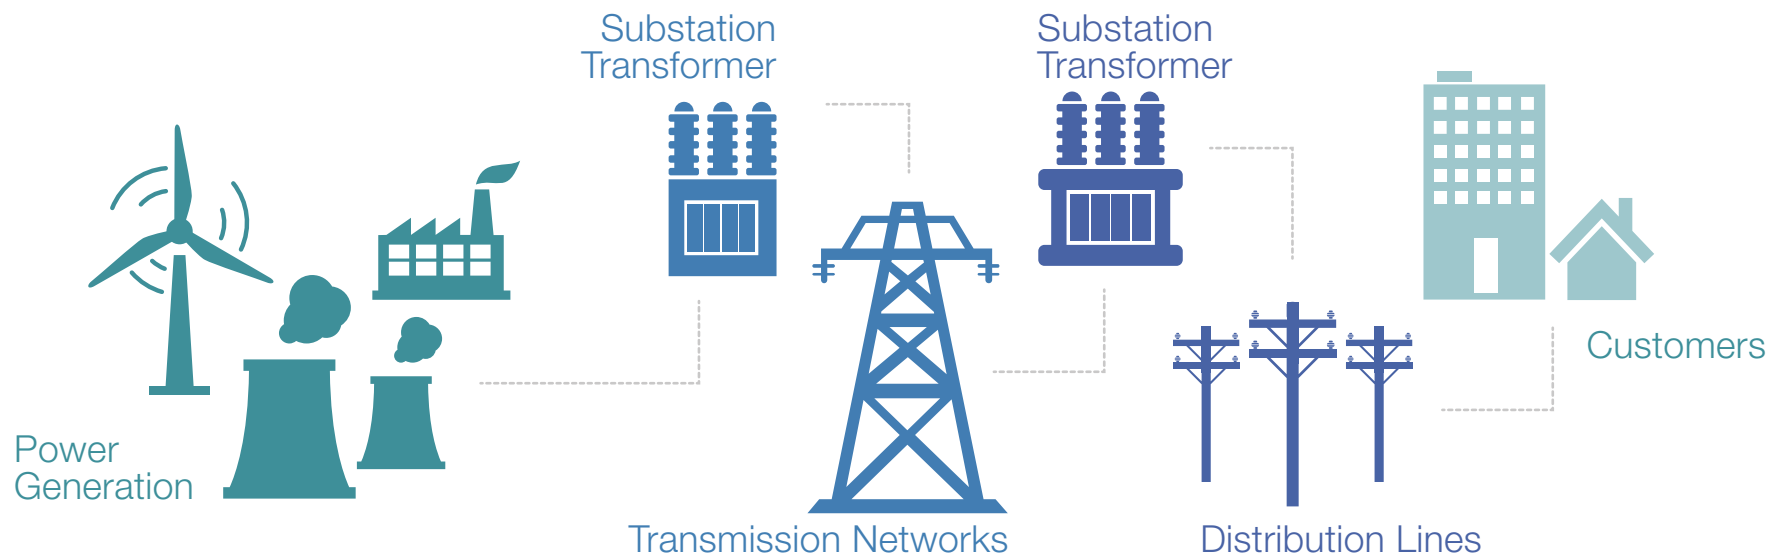 Substation
Transformer
Substation
Transformer
Customers
Power
Generation
Transmission Networks
Distribution Lines